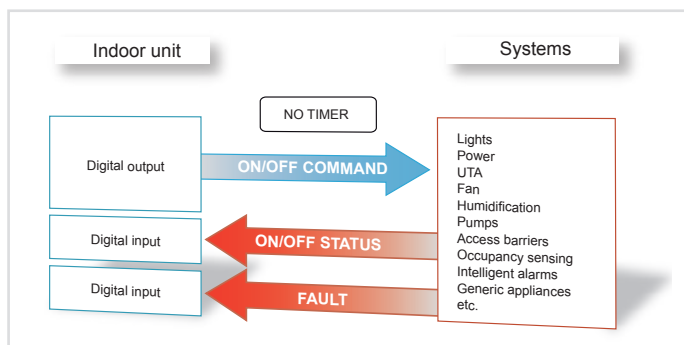 Indoor unit
Systems
NO TIMER
Digital output
ON/OFF COMMAND
Digital input
ON/OFF STATUS
Digital input
FAULT
Lights
Power
UTA
Fan
Humidification
Pumps
Access barriers
Occupancy sensing
Intelligent alarms
Generic appliances
etc.